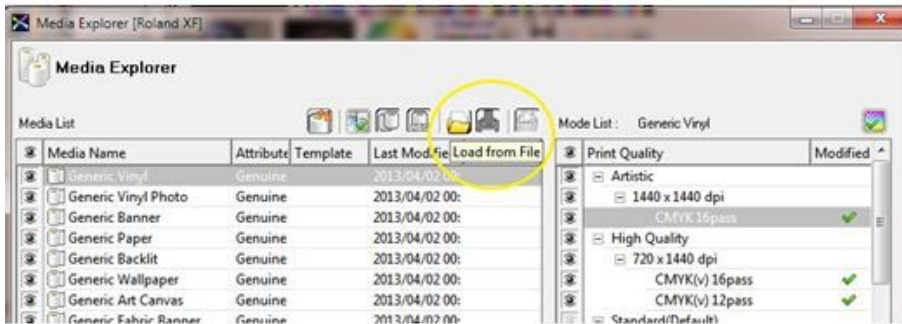 Media Explorer [Roland XF]
Media Explorer
Media List
Mode List : Generic Vinyl
Media Name Attribute Template Last Modifie Load from File Print Quality Modified
Generic Vinyl Genuine 2013/04/02 00: Artistic
Generic Vinyl Photo Genuine 2013/04/02 00: 1440 x 1440 dpi
Generic Banner Genuine 2013/04/02 00: CMYK 16pass
Generic Paper Genuine 2013/04/02 00: High Quality
Generic Backlit Genuine 2013/04/02 00: 720 x 1440 dpi
Generic Wallpaper Genuine 2013/04/02 00: CMYK(v) 16pass
Generic Art Canvas Genuine 2013/04/02 00: CMYK(v) 12pass
Generic Fabric Banner Genuine 2013/04/02 00: Standard(Default)